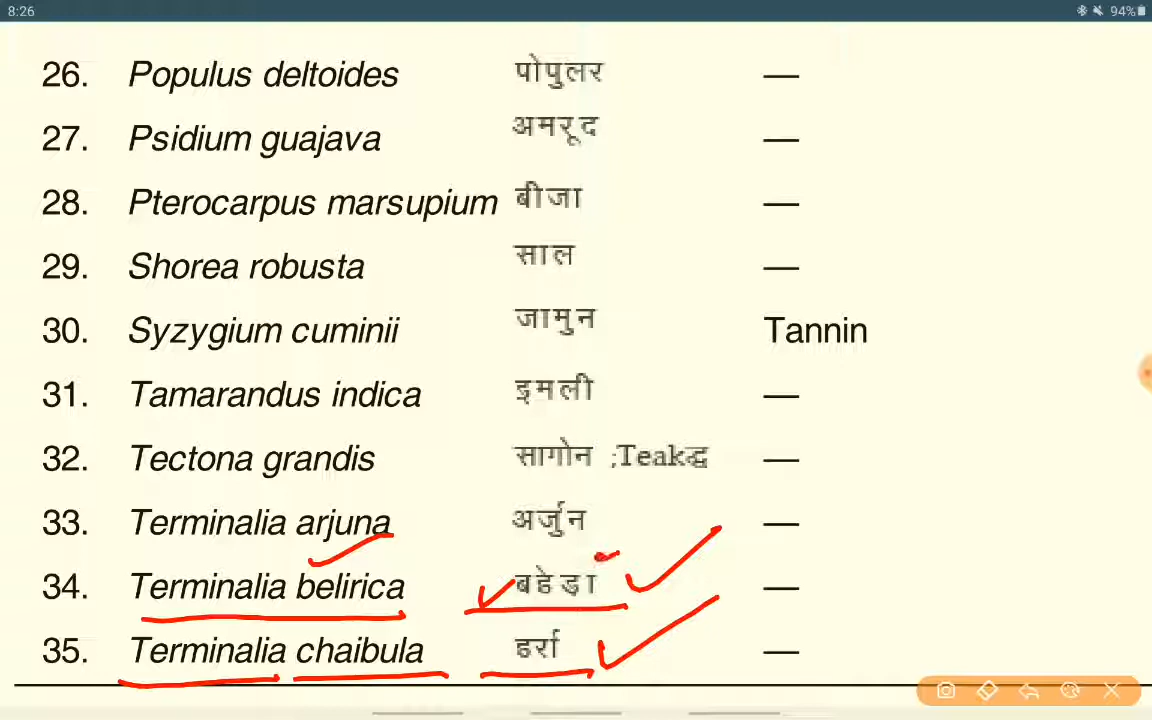 8:26 94%
26. Populus deltoides पोपुलर —
27. Psidium guajava अमरूद —
28. Pterocarpus marsupium बीजा —
29. Shorea robusta साल —
30. Syzygium cuminii जामुन Tannin
31. Tamarandus indica इमली —
32. Tectona grandis सागोन ;Teakद्ध —
33. Terminalia arjuna अर्जुन —
34. Terminalia belirica बहेड़ा —
35. Terminalia chaibula हर्रा —